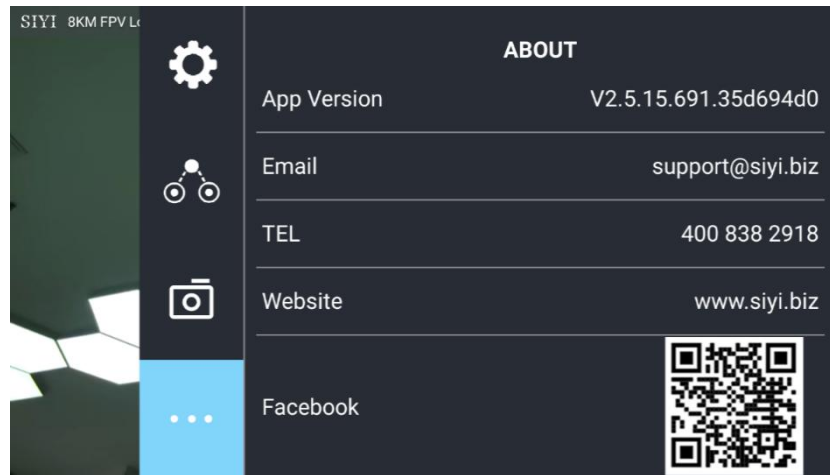 SIYI 8KM FPV Lo
ABOUT
App Version V2.5.15.691.35d694d0
Email support@siyi.biz
TEL 400 838 2918
Website www.siyi.biz
Facebook